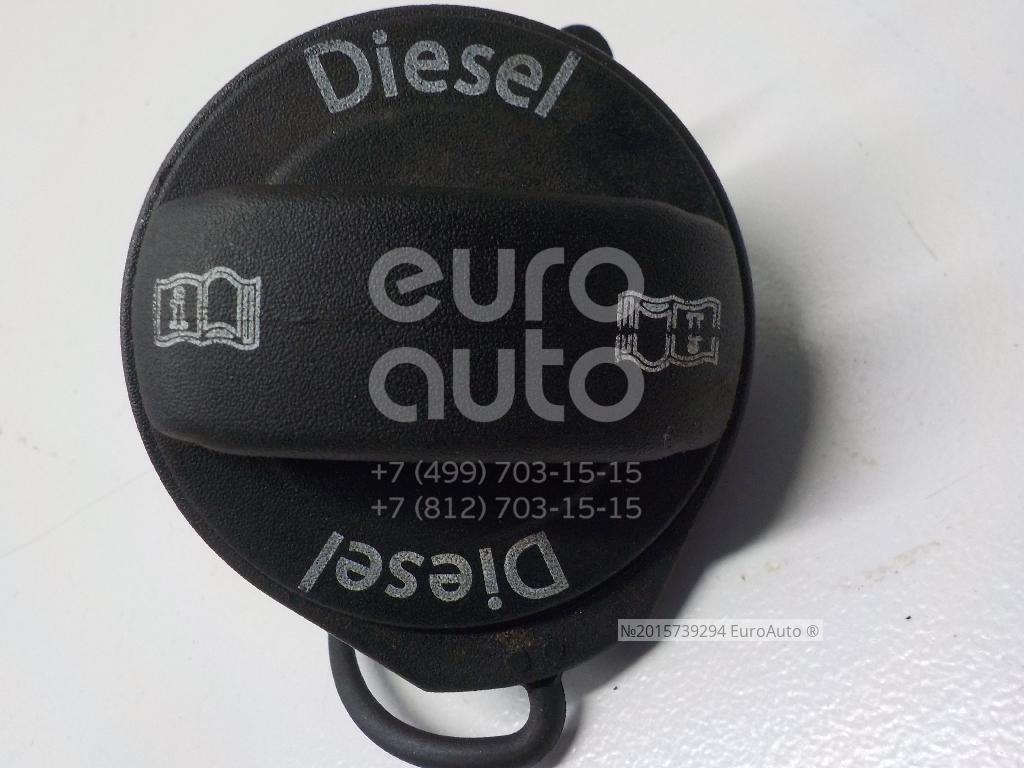 Diesel
euro
auto
+7 (499) 703-15-15
+7 (812) 703-15-15
Diesel
№2015739294 EuroAuto ®